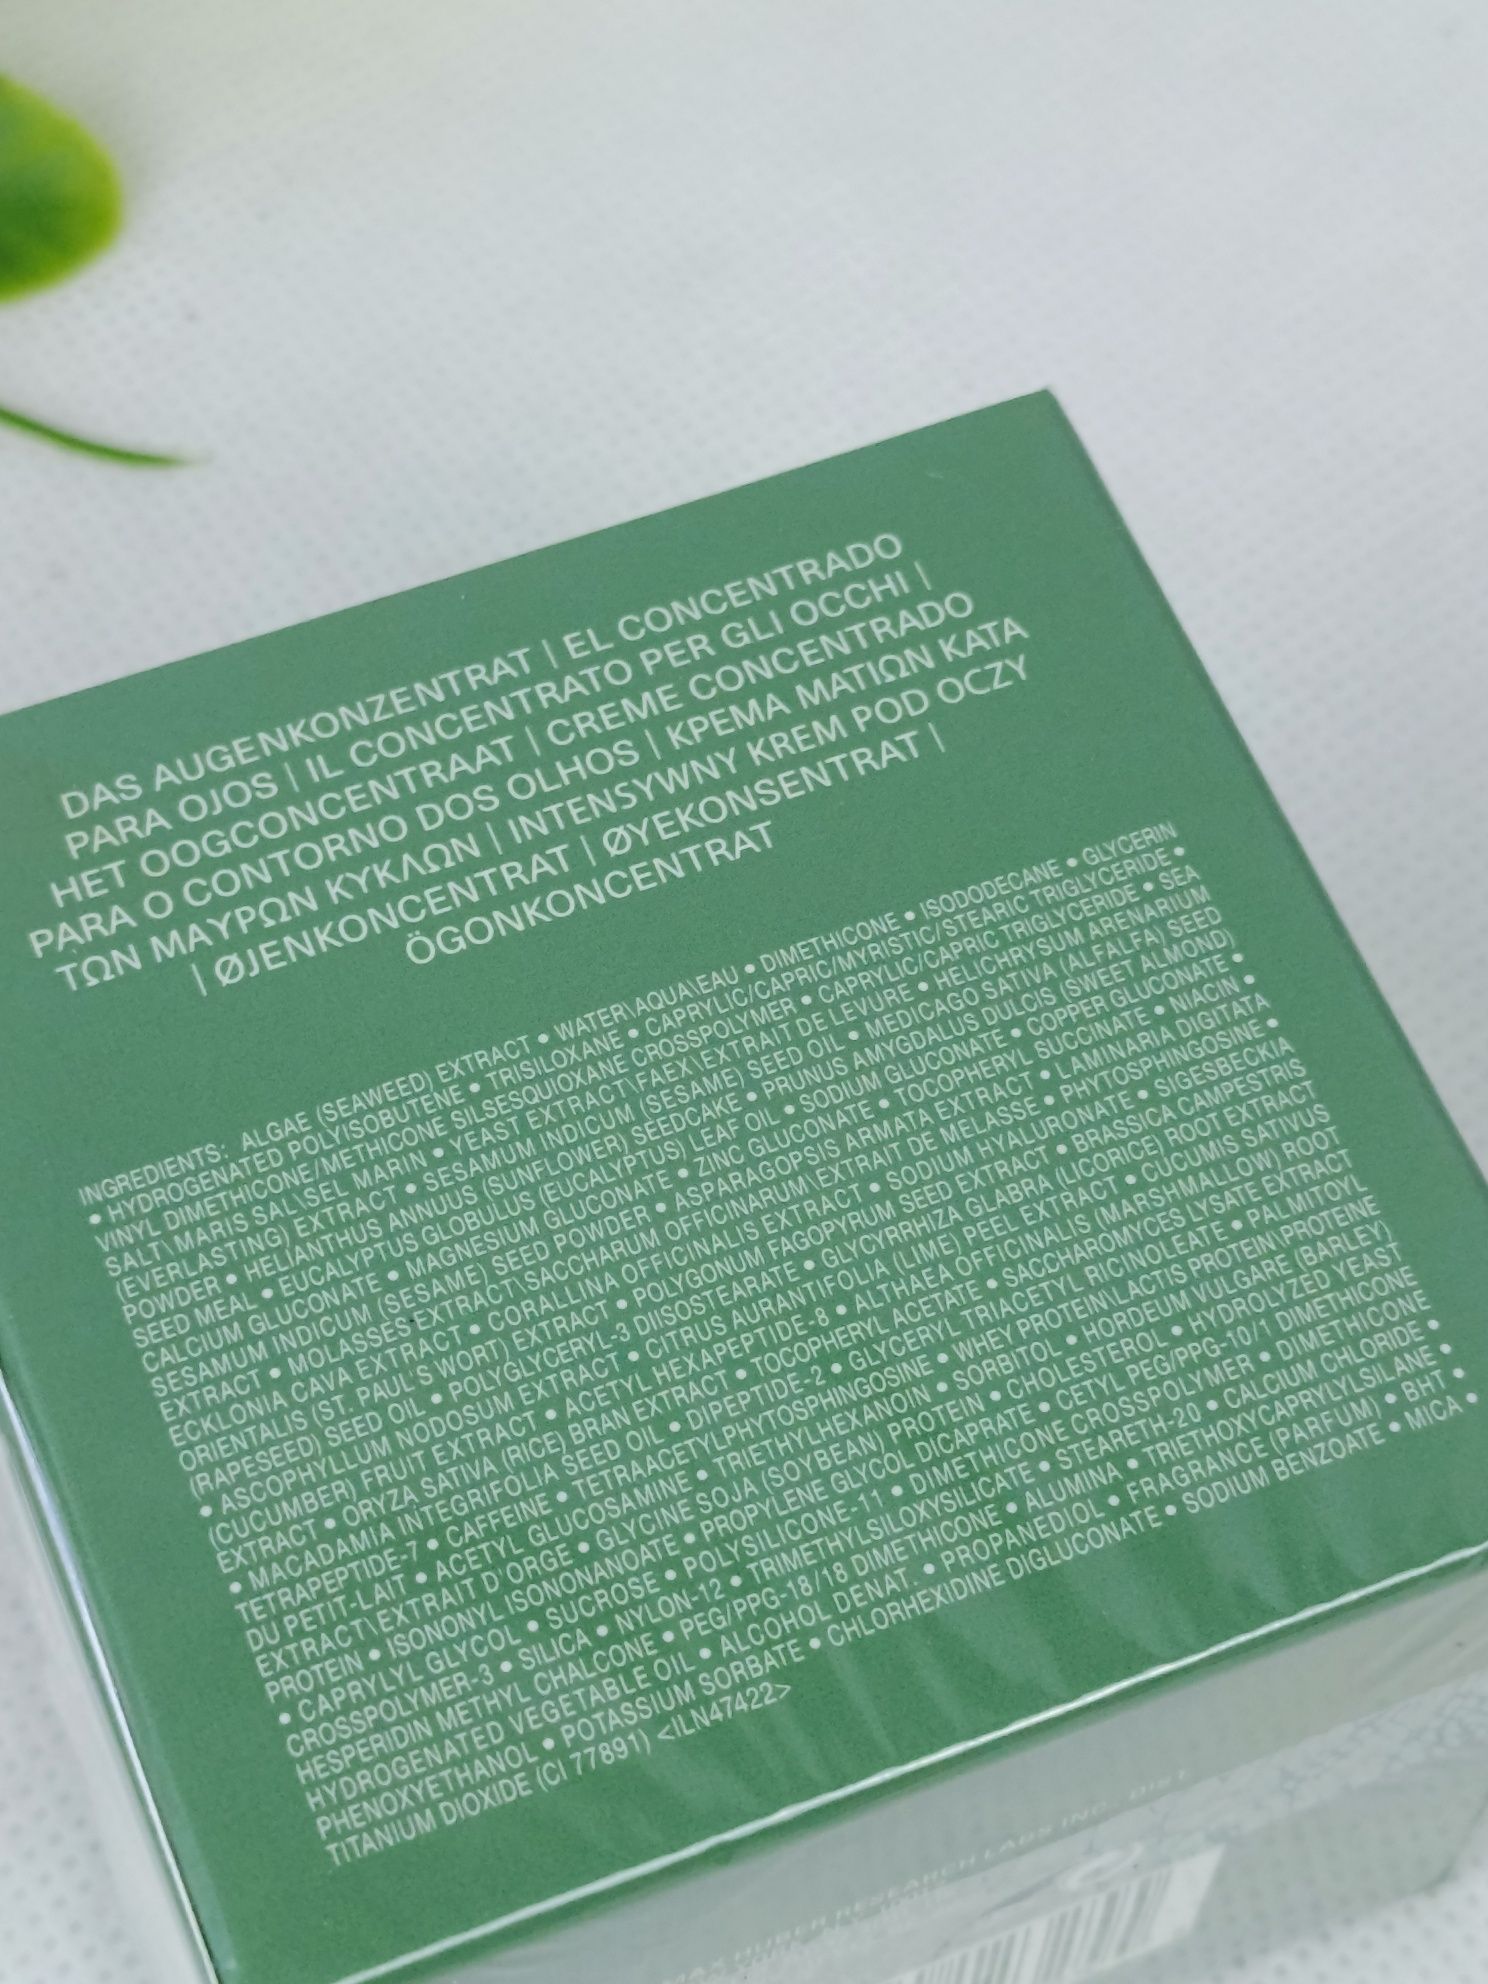 DAS AUGENKONZENTRAT | EL CONCENTRADO
PARA OJOS | IL CONCENTRATO PER GLI OCCHI |
HET OOGCONCENTRAAT | CREME CONCENTRADO
PARA O CONTORNO DOS OLHOS | ΚΡΕΜΑ ΜΑΤΙΩΝ ΚΑΤΑ
ΤΩΝ ΜΑΥΡΩΝ ΚΥΚΛΩΝ | INTENSYWNY KREM POD OCZY
| ØJENKONCENTRAT | ØYEKONSENTRAT |
ÖGONKONCENTRAT
INGREDIENTS: ALGAE (SEAWEED) EXTRACT • WATER\AQUA\EAU • DIMETHICONE • ISODODECANE • GLYCERIN
• HYDROGENATED POLYISOBUTENE • TRISILOXANE • CAPRYLIC/CAPRIC/MYRISTIC/STEARIC TRIGLYCERIDE •
VINYL DIMETHICONE/METHICONE SILSESQUIOXANE CROSSPOLYMER • CAPRYLIC/CAPRIC TRIGLYCERIDE • SEA
SALT\MARIS SAL\SEL MARIN • YEAST EXTRACT\FAEX\EXTRAIT DE LEVURE • HELICHRYSUM ARENARIUM
(EVERLASTING) EXTRACT • SESAMUM INDICUM (SESAME) SEED OIL • MEDICAGO SATIVA (ALFALFA) SEED
POWDER • HELIANTHUS ANNUUS (SUNFLOWER) SEEDCAKE • PRUNUS AMYGDALUS DULCIS (SWEET ALMOND)
SEED MEAL • EUCALYPTUS GLOBULUS (EUCALYPTUS) LEAF OIL • SODIUM GLUCONATE • COPPER GLUCONATE •
CALCIUM GLUCONATE • MAGNESIUM GLUCONATE • ZINC GLUCONATE • TOCOPHERYL SUCCINATE • NIACIN •
SESAMUM INDICUM (SESAME) SEED POWDER • ASPARAGOPSIS ARMATA EXTRACT • LAMINARIA DIGITATA
EXTRACT • MOLASSES EXTRACT\SACCHARUM OFFICINARUM\EXTRAIT DE MELASSE • PHYTOSPHINGOSINE •
ECKLONIA CAVA EXTRACT • CORALLINA OFFICINALIS EXTRACT • SODIUM HYALURONATE • SIGESBECKIA
ORIENTALIS (ST. PAUL'S WORT) EXTRACT • POLYGONUM FAGOPYRUM SEED EXTRACT • BRASSICA CAMPESTRIS
(RAPESEED) SEED OIL • POLYGLYCERYL-3 DIISOSTEARATE • GLYCYRRHIZA GLABRA (LICORICE) ROOT EXTRACT
• ASCOPHYLLUM NODOSUM EXTRACT • CITRUS AURANTIFOLIA (LIME) PEEL EXTRACT • CUCUMIS SATIVUS
(CUCUMBER) FRUIT EXTRACT • ACETYL HEXAPEPTIDE-8 • ALTHAEA OFFICINALIS (MARSHMALLOW) ROOT
EXTRACT • ORYZA SATIVA (RICE) BRAN EXTRACT • TOCOPHERYL ACETATE • SACCHAROMYCES LYSATE EXTRACT
• MACADAMIA INTEGRIFOLIA SEED OIL • DIPEPTIDE-2 • GLYCERYL TRIACETYL RICINOLEATE • PALMITOYL
TETRAPEPTIDE-7 • CAFFEINE • TETRAACETYLPHYTOSPHINGOSINE • WHEY PROTEIN\LACTIS PROTEIN\PROTEINE
DU PETIT-LAIT • ACETYL GLUCOSAMINE • TRIETHYLHEXANOIN • SORBITOL • HORDEUM VULGARE (BARLEY)
EXTRACT\EXTRAIT D'ORGE • GLYCINE SOJA (SOYBEAN) PROTEIN • CHOLESTEROL • HYDROLYZED YEAST
PROTEIN • ISONONYL ISONONANOATE • PROPYLENE GLYCOL DICAPRATE • CETYL PEG/PPG-10/1 DIMETHICONE
• CAPRYLYL GLYCOL • SUCROSE • POLYSILICONE-11 • DIMETHICONE CROSSPOLYMER • DIMETHICONE
CROSSPOLYMER-3 • SILICA • NYLON-12 • TRIMETHYLSILOXYSILICATE • STEARETH-20 • CALCIUM CHLORIDE •
HESPERIDIN METHYL CHALCONE • PEG/PPG-18/18 DIMETHICONE • ALUMINA • TRIETHOXYCAPRYLYLSILANE •
HYDROGENATED VEGETABLE OIL • ALCOHOL DENAT. • PROPANEDIOL • FRAGRANCE (PARFUM) • BHT •
PHENOXYETHANOL • POTASSIUM SORBATE • CHLORHEXIDINE DIGLUCONATE • SODIUM BENZOATE • MICA •
TITANIUM DIOXIDE (CI 77891) <ILN47422>
MAX HUBER RESEARCH LABS INC., DIST.